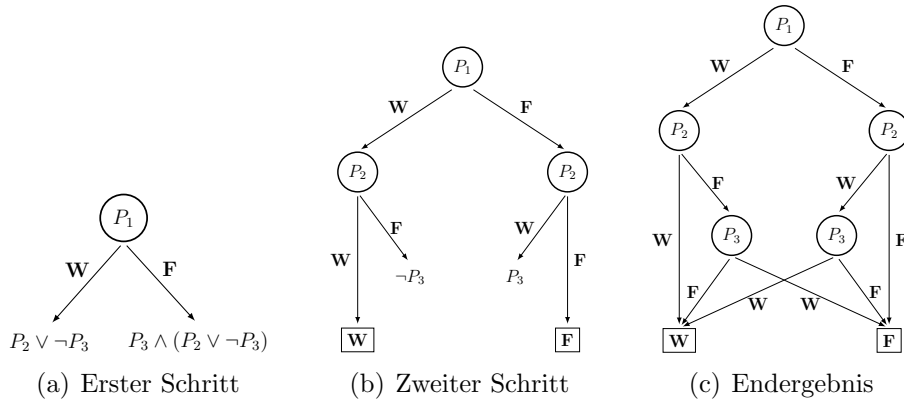 P₁
W F
P₂ ∨ ¬P₃ P₃ ∧ (P₂ ∨ ¬P₃)
(a) Erster Schritt
P₁
W F
P₂ P₂
W F W F
¬P₃ P₃
W F
(b) Zweiter Schritt
P₁
W F
P₂ P₂
F W
W P₃ P₃ F
F W W F
W F
(c) Endergebnis